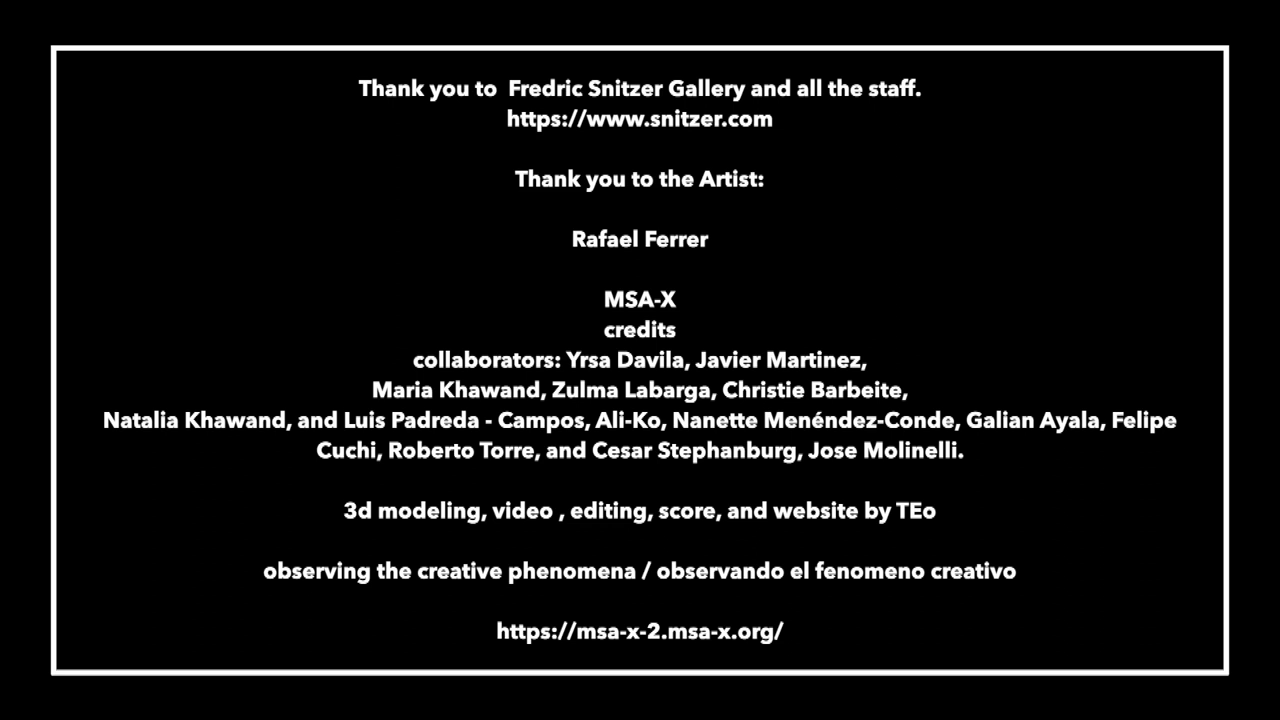 Thank you to  Fredric Snitzer Gallery and all the staff.
https://www.snitzer.com
Thank you to the Artist:
Rafael Ferrer
MSA-X
credits
collaborators: Yrsa Davila, Javier Martinez,
Maria Khawand, Zulma Labarga, Christie Barbeite,
Natalia Khawand, and Luis Padreda - Campos, Ali-Ko, Nanette Menéndez-Conde, Galian Ayala, Felipe
Cuchi, Roberto Torre, and Cesar Stephanburg, Jose Molinelli.
3d modeling, video , editing, score, and website by TEo
observing the creative phenomena / observando el fenomeno creativo
https://msa-x-2.msa-x.org/